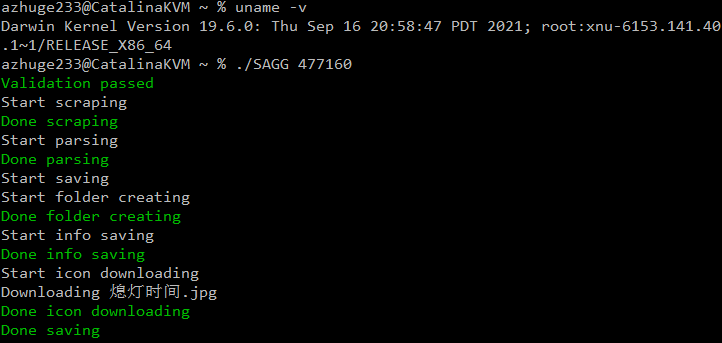 azhuge233@CatalinaKVM ~ % uname -v
Darwin Kernel Version 19.6.0: Thu Sep 16 20:58:47 PDT 2021; root:xnu-6153.141.40
.1~1/RELEASE_X86_64
azhuge233@CatalinaKVM ~ % ./SAGG 477160
Validation passed
Start scraping
Done scraping
Start parsing
Done parsing
Start saving
Start folder creating
Done folder creating
Start info saving
Done info saving
Start icon downloading
Downloading 熄灯时间.jpg
Done icon downloading
Done saving